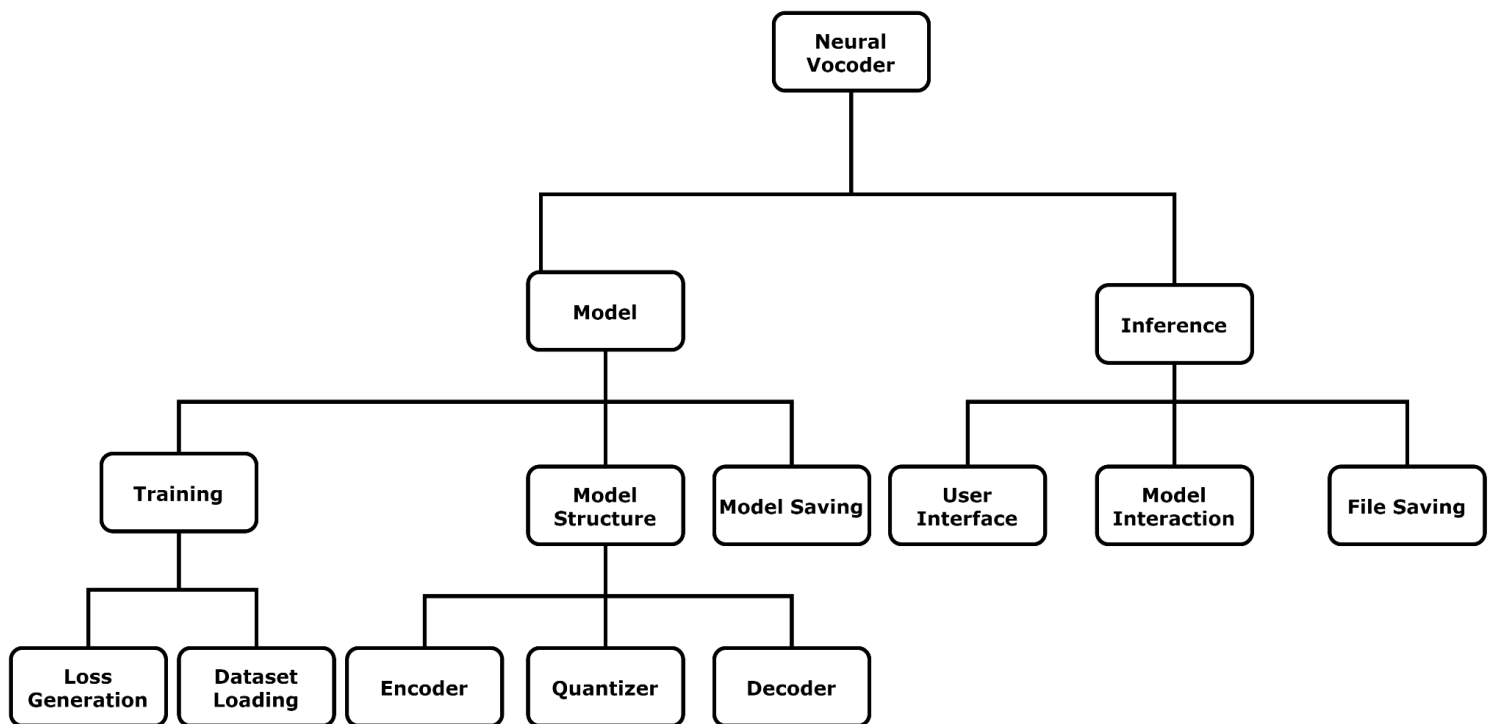 Neural
Vocoder
Model
Inference
Training
Model
Structure
Model Saving
User
Interface
Model
Interaction
File Saving
Loss
Generation
Dataset
Loading
Encoder
Quantizer
Decoder